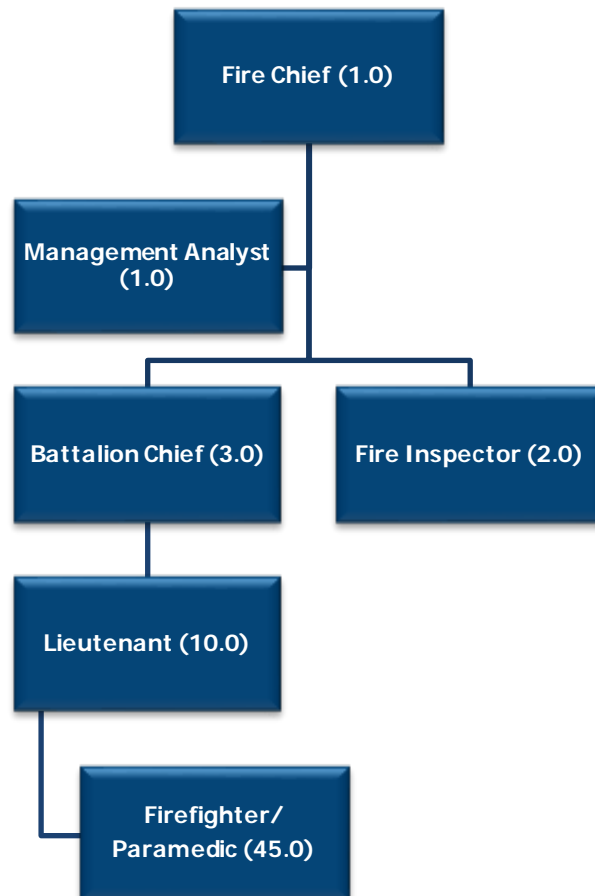 Fire Chief (1.0)
Management Analyst
(1.0)
Battalion Chief (3.0)
Fire Inspector (2.0)
Lieutenant (10.0)
Firefighter/
Paramedic (45.0)